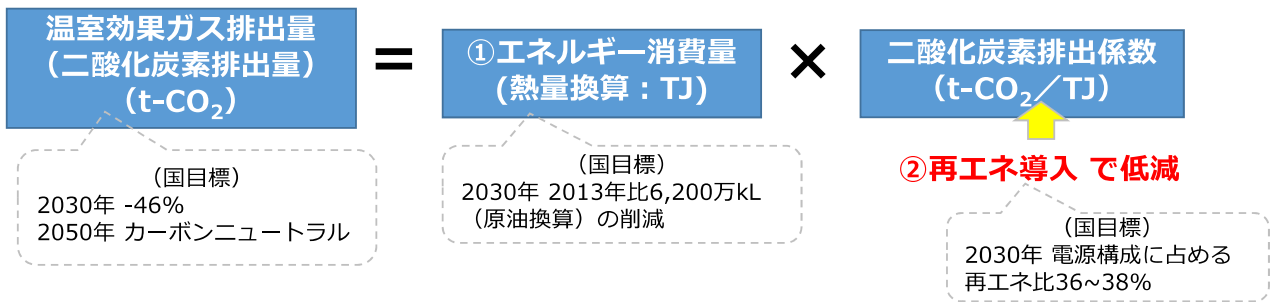 温室効果ガス排出量
（二酸化炭素排出量）
（t-CO₂）
＝
①エネルギー消費量
(熱量換算：TJ)
×
二酸化炭素排出係数
（t-CO₂／TJ）
（国目標）
2030年 -46%
2050年 カーボンニュートラル
（国目標）
2030年 2013年比6,200万kL
（原油換算）の削減
②再エネ導入 で低減
（国目標）
2030年 電源構成に占める
再エネ比36~38%